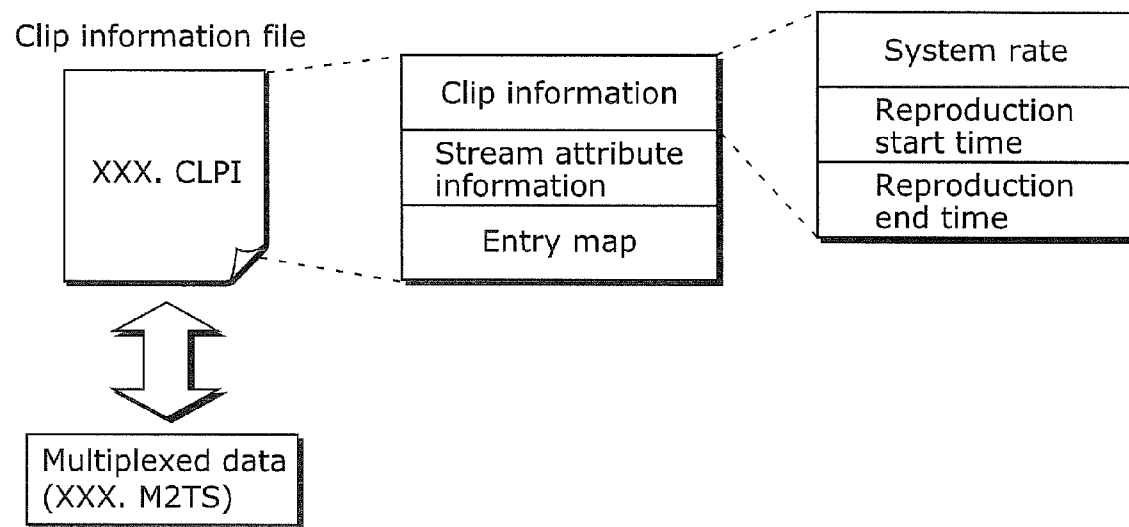 Clip information file
XXX. CLPI
Clip information
Stream attribute
information
Entry map
System rate
Reproduction
start time
Reproduction
end time
Multiplexed data
(XXX. M2TS)